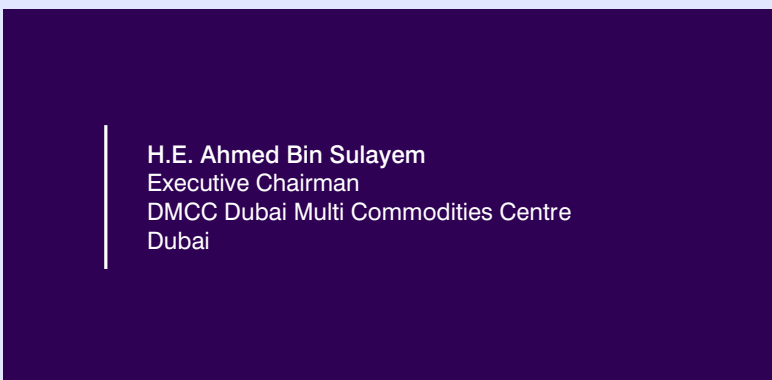 H.E. Ahmed Bin Sulayem
Executive Chairman
DMCC Dubai Multi Commodities Centre
Dubai